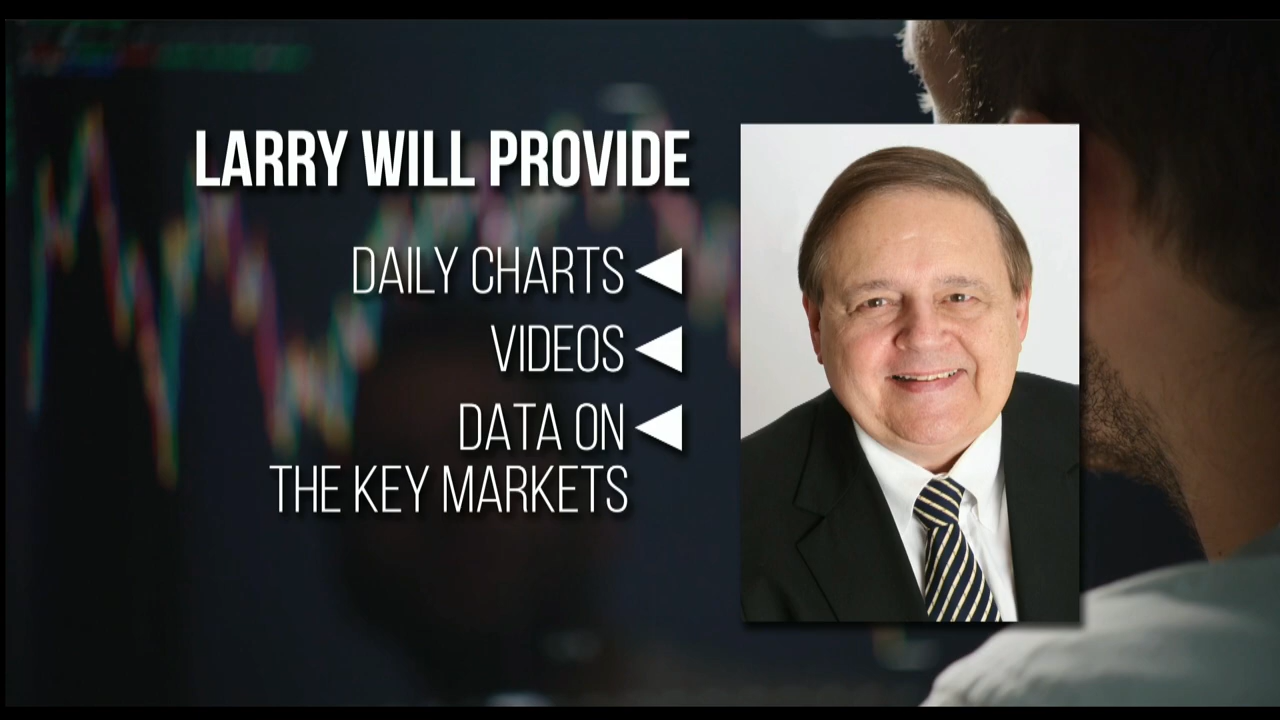 LARRY WILL PROVIDE
DAILY CHARTS
VIDEOS
DATA ON
THE KEY MARKETS